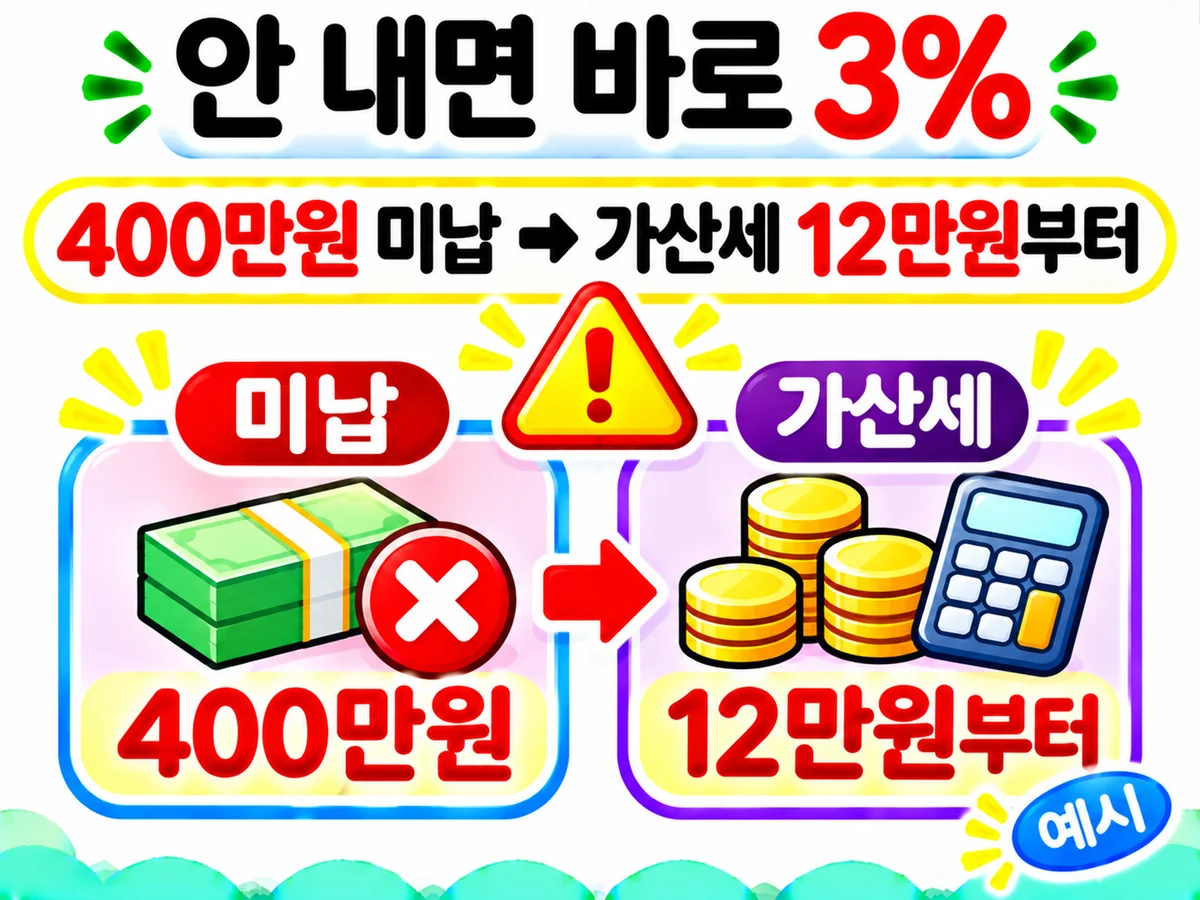 안 내면 바로 3%
400만원 미납 ➡ 가산세 12만원부터
미납
가산세
400만원
12만원부터
예시